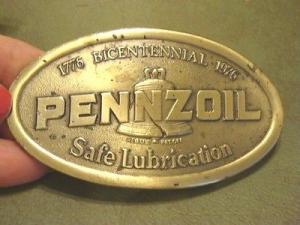 1776 BICENTENNIAL 1976
PENNZOIL
Safe Lubrication